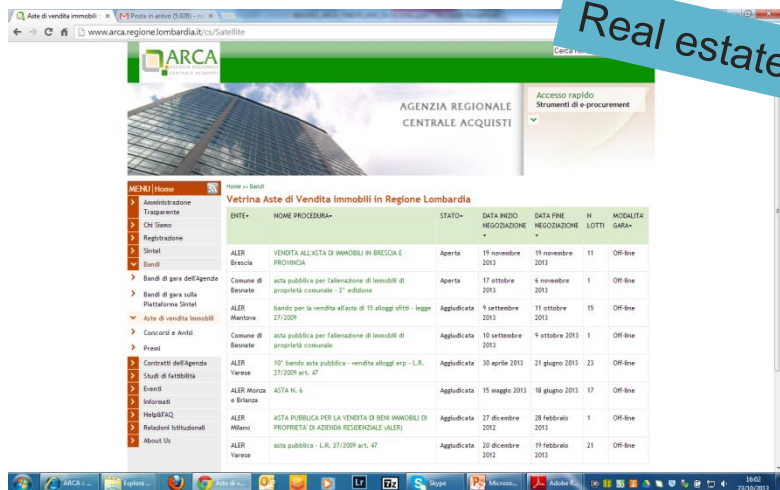 Aste di vendita immobili
Posta in arrivo (5.928)
www.arca.regione.lombardia.it/cs/Satellite
Real estate
ARCA
AGENZIA REGIONALE
CENTRALE ACQUISTI
AGENZIA REGIONALE
CENTRALE ACQUISTI
Accesso rapido
Strumenti di e-procurement
MENU Home
Amministrazione
Trasparente
Chi Siamo
Registrazione
Sintel
Bandi
Bandi di gara dell'Agenzia
Bandi di gara sulla
Piattaforma Sintel
Aste di vendita immobili
Concorsi e Avvisi
Premi
Contratti dell'Agenzia
Studi di fattibilità
Eventi
Informati
Help&FAQ
Relazioni Istituzionali
About Us
Home >> Bandi
Vetrina Aste di Vendita immobili in Regione Lombardia
ENTE NOME PROCEDURA STATO DATA INIZIO DATA FINE N MODALITA'
NEGOZIAZIONE NEGOZIAZIONE LOTTI GARA
ALER VENDITA ALL'ASTA DI IMMOBILI IN BRESCIA E Aperta 19 novembre 19 novembre 11 Off-line
Brescia PROVINCIA 2013 2013
Comune di asta pubblica per l'alienazione di immobili di Aperta 17 ottobre 6 novembre 1 Off-line
Besnate proprietà comunale - 2° edizione 2013 2013
ALER bando per la vendita all'asta di 15 alloggi sfitti - legge Aggiudicata 9 settembre 11 ottobre 15 Off-line
Mantova 27/2009 2013 2013
Comune di asta pubblica per l'alienazione di immobili di Aggiudicata 10 settembre 9 ottobre 2013 1 Off-line
Besnate proprietà comunale 2013
ALER 10° bando asta pubblica - vendita alloggi erp - L.R. Aggiudicata 30 aprile 2013 21 giugno 2013 23 Off-line
Varese 27/2009 art. 47
ALER Monza ASTA N. 6 Aggiudicata 15 maggio 2013 18 giugno 2013 17 Off-line
e Brianza
ALER ASTA PUBBLICA PER LA VENDITA DI BENI IMMOBILI DI Aggiudicata 27 dicembre 28 febbraio 1 Off-line
Milano PROPRIETA' DI AZIENDA RESIDENZIALE (ALER) 2012 2013
ALER asta pubblica - L.R. 27/2009 art. 47 Aggiudicata 20 dicembre 19 febbraio 21 Off-line
Varese 2012 2013
ARCA - ... Esplora ... Aste di v... Lr 7z Skype Microso... Adobe R... 16:02
23/10/2013